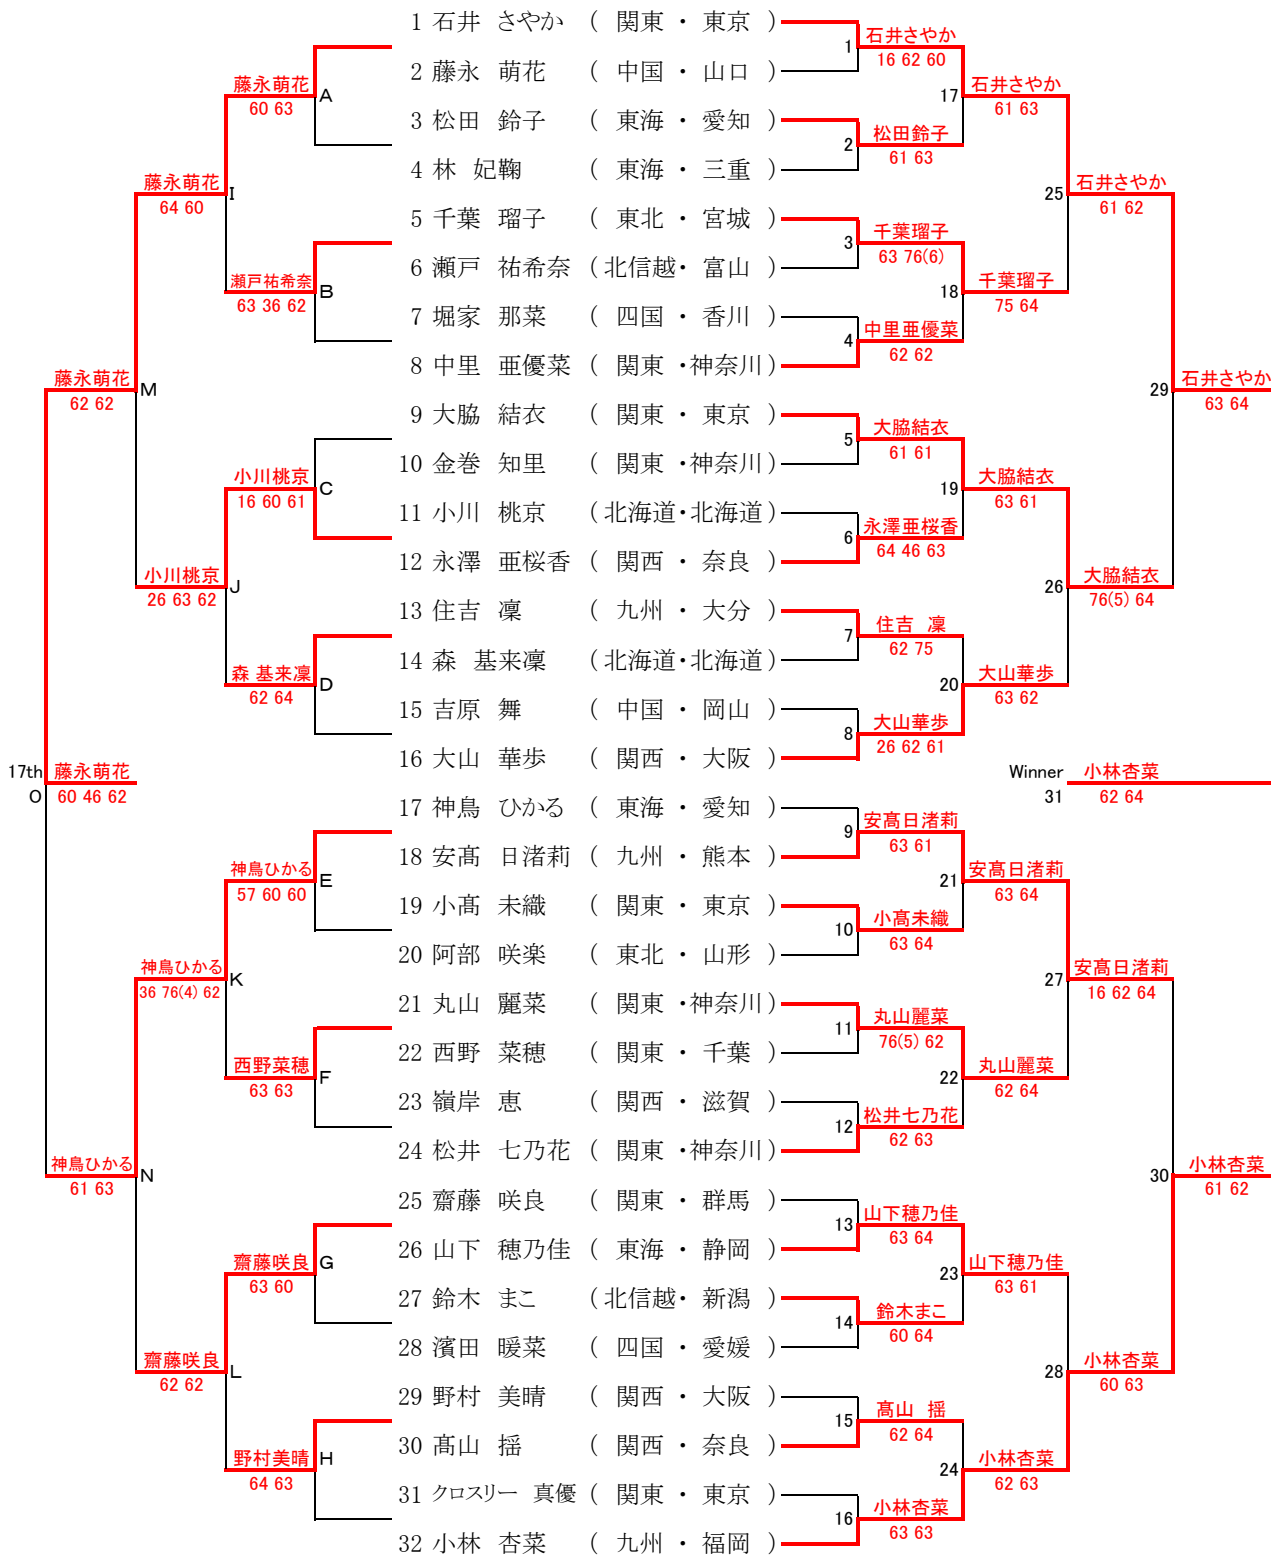 1 石井 さやか ( 関東 ・ 東京 )
2 藤永 萌花 ( 中国 ・ 山口 )
3 松田 鈴子 ( 東海 ・ 愛知 )
4 林 妃鞠 ( 東海 ・ 三重 )
5 千葉 瑠子 ( 東北 ・ 宮城 )
6 瀬戸 祐希奈 (北信越・ 富山 )
7 堀家 那菜 ( 四国 ・ 香川 )
8 中里 亜優菜 ( 関東 ・神奈川)
9 大脇 結衣 ( 関東 ・ 東京 )
10 金巻 知里 ( 関東 ・神奈川)
11 小川 桃京 (北海道・北海道)
12 永澤 亜桜香 ( 関西 ・ 奈良 )
13 住吉 凜 ( 九州 ・ 大分 )
14 森 基来凜 (北海道・北海道)
15 吉原 舞 ( 中国 ・ 岡山 )
16 大山 華歩 ( 関西 ・ 大阪 )
17 神鳥 ひかる ( 東海 ・ 愛知 )
18 安髙 日渚莉 ( 九州 ・ 熊本 )
19 小髙 未織 ( 関東 ・ 東京 )
20 阿部 咲楽 ( 東北 ・ 山形 )
21 丸山 麗菜 ( 関東 ・神奈川)
22 西野 菜穂 ( 関東 ・ 千葉 )
23 嶺岸 恵 ( 関西 ・ 滋賀 )
24 松井 七乃花 ( 関東 ・神奈川)
25 齋藤 咲良 ( 関東 ・ 群馬 )
26 山下 穂乃佳 ( 東海 ・ 静岡 )
27 鈴木 まこ (北信越・ 新潟 )
28 濱田 暖菜 ( 四国 ・ 愛媛 )
29 野村 美晴 ( 関西 ・ 大阪 )
30 髙山 揺 ( 関西 ・ 奈良 )
31 クロスリー 真優 ( 関東 ・ 東京 )
32 小林 杏菜 ( 九州 ・ 福岡 )
1 石井さやか
16 62 60
2 松田鈴子
61 63
3 千葉瑠子
63 76(6)
4 中里亜優菜
62 62
5 大脇結衣
61 61
6 永澤亜桜香
64 46 63
7 住吉 凜
62 75
8 大山華歩
26 62 61
9 安髙日渚莉
63 61
10 小髙未織
63 64
11 丸山麗菜
76(5) 62
12 松井七乃花
62 63
13 山下穂乃佳
63 64
14 鈴木まこ
60 64
15 髙山 揺
62 64
16 小林杏菜
63 63
17 石井さやか
61 63
18 千葉瑠子
75 64
19 大脇結衣
63 61
20 大山華歩
63 62
21 安髙日渚莉
63 64
22 丸山麗菜
62 64
23 山下穂乃佳
63 61
24 小林杏菜
62 63
25 石井さやか
61 62
26 大脇結衣
76(5) 64
27 安髙日渚莉
16 62 64
28 小林杏菜
60 63
29 石井さやか
63 64
30 小林杏菜
61 62
Winner 小林杏菜
31 62 64
藤永萌花 A
60 63
瀬戸祐希奈 B
63 36 62
小川桃京 C
16 60 61
森 基来凜 D
62 64
神鳥ひかる E
57 60 60
西野菜穂 F
63 63
齋藤咲良 G
63 60
野村美晴 H
64 63
藤永萌花 I
64 60
小川桃京 J
26 63 62
神鳥ひかる K
36 76(4) 62
齋藤咲良 L
62 62
藤永萌花 M
62 62
神鳥ひかる N
61 63
17th 藤永萌花
O 60 46 62